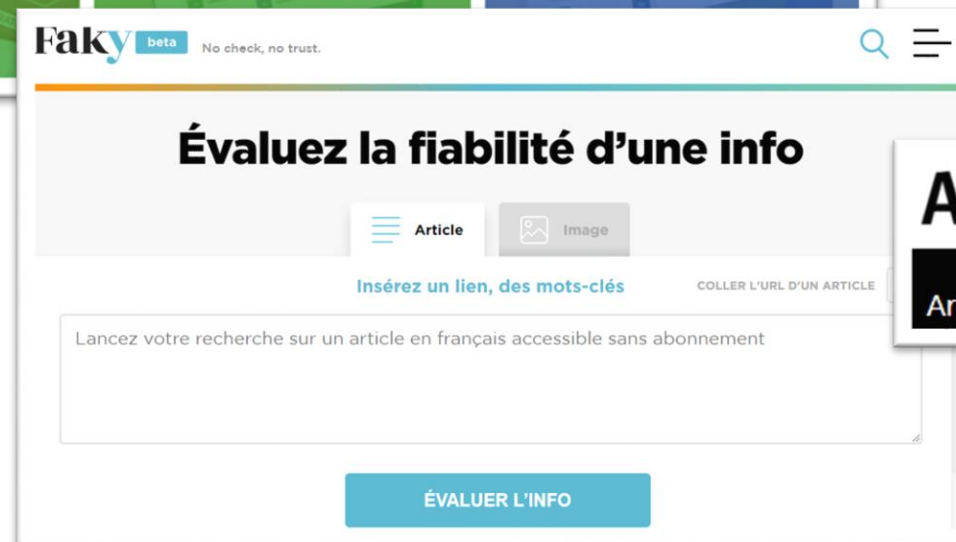 Faky beta No check, no trust.
Évaluez la fiabilité d'une info
Article Image
Insérez un lien, des mots-clés COLLER L'URL D'UN ARTICLE
Lancez votre recherche sur un article en français accessible sans abonnement
ÉVALUER L'INFO